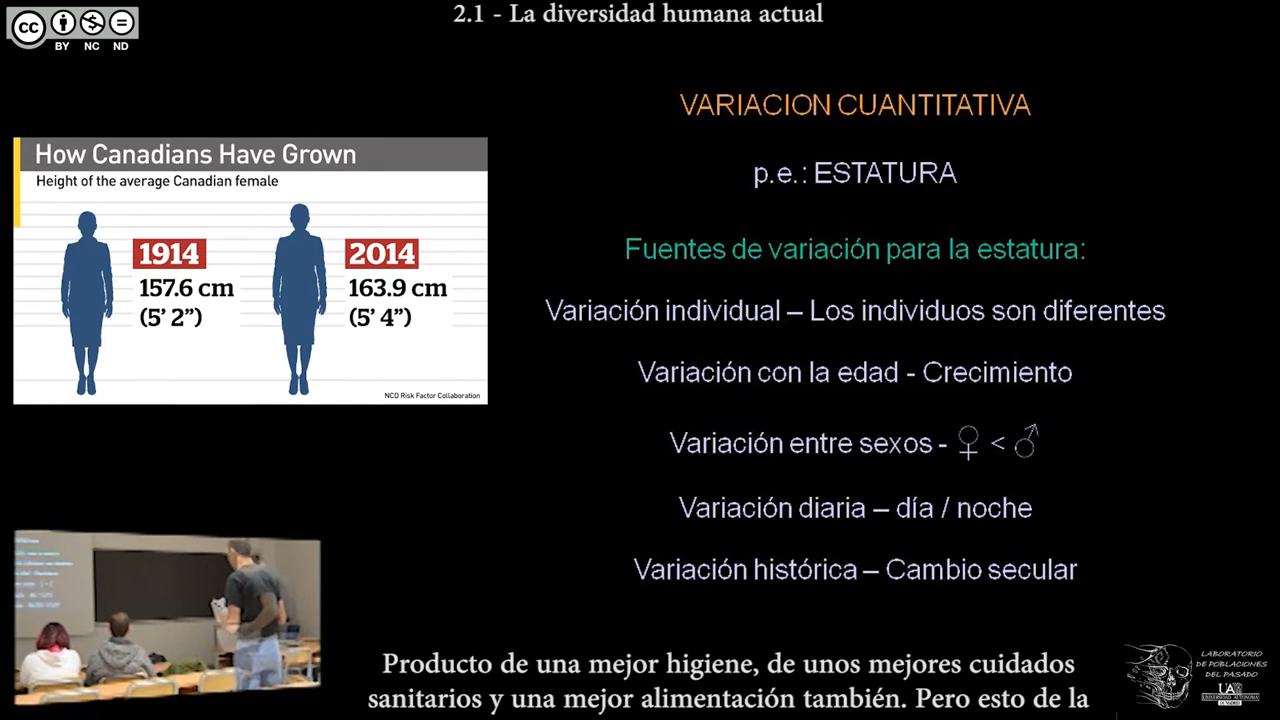 2.1 - La diversidad humana actual
cc
BY NC ND
VARIACION CUANTITATIVA
p.e.: ESTATURA
How Canadians Have Grown
Height of the average Canadian female
1914
157.6 cm
(5' 2”)
2014
163.9 cm
(5' 4”)
NCD Risk Factor Collaboration
Fuentes de variación para la estatura:
Variación individual – Los individuos son diferentes
Variación con la edad - Crecimiento
Variación entre sexos - ♀ < ♂
Variación diaria – día / noche
Variación histórica – Cambio secular
Producto de una mejor higiene, de unos mejores cuidados
sanitarios y una mejor alimentación también. Pero esto de la
LABORATORIO
DE POBLACIONES
DEL PASADO
UA
UNIVERSIDAD AUTONOMA
DE MADRID